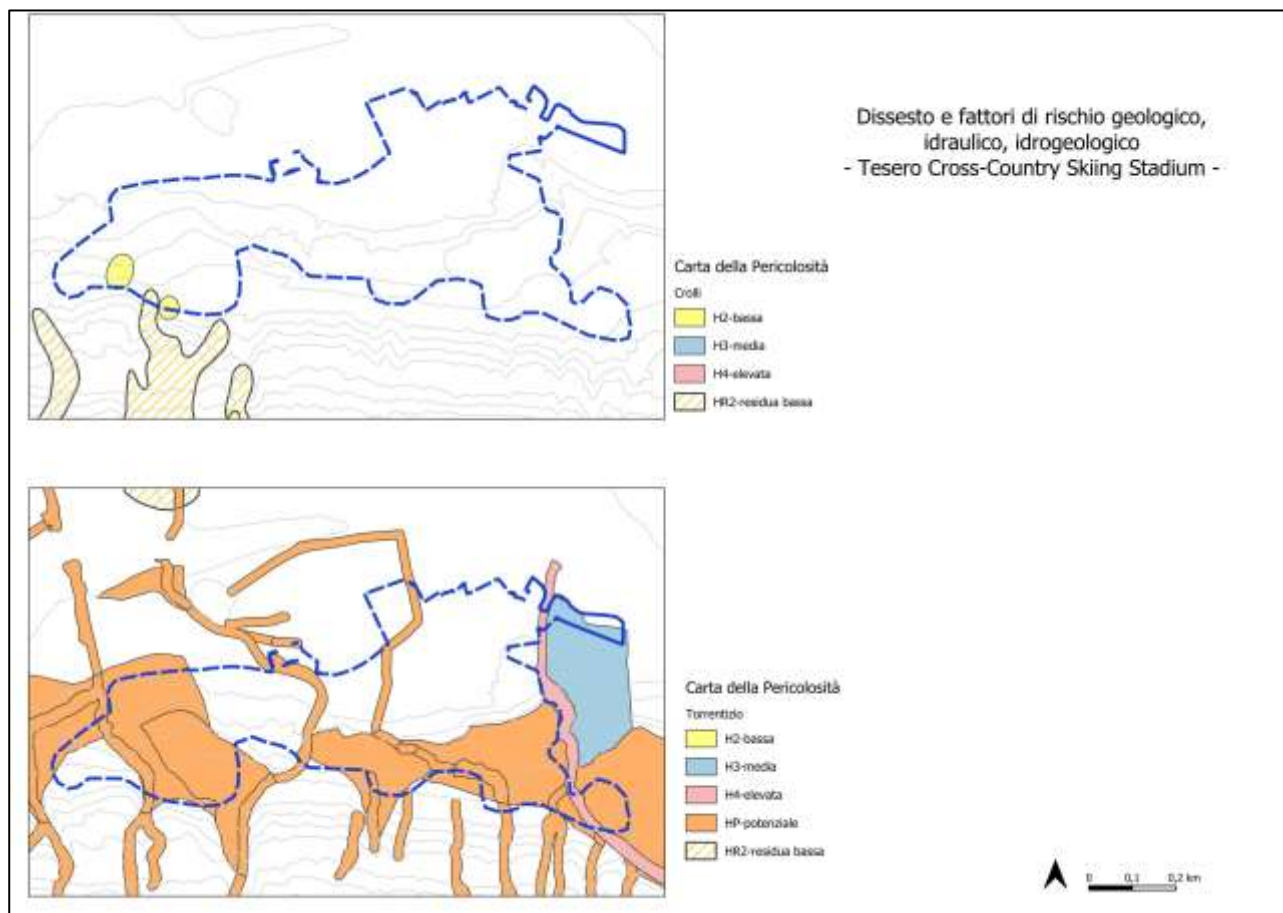 Dissesto e fattori di rischio geologico,
idraulico, idrogeologico
- Tesero Cross-Country Skiing Stadium -
Carta della Pericolosità
Crolli
H2-bassa
H3-media
H4-elevata
HR2-residua bassa
Carta della Pericolosità
Torrentizio
H2-bassa
H3-media
H4-elevata
HP-potenziale
HR2-residua bassa
0 0,1 0,2 km